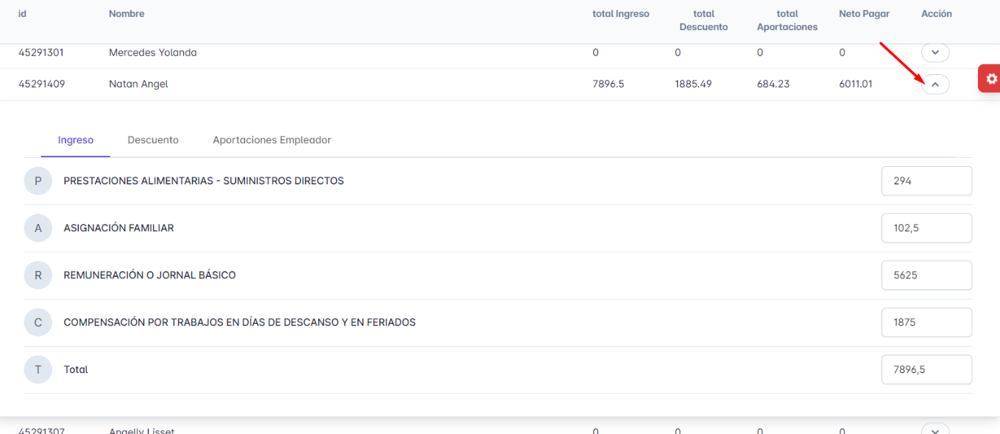 id Nombre total Ingreso total Descuento total Aportaciones Neto Pagar Acción
45291301 Mercedes Yolanda 0 0 0 0
45291409 Natan Angel 7896.5 1885.49 684.23 6011.01
Ingreso Descuento Aportaciones Empleador
P PRESTACIONES ALIMENTARIAS - SUMINISTROS DIRECTOS 294
A ASIGNACIÓN FAMILIAR 102,5
R REMUNERACIÓN O JORNAL BÁSICO 5625
C COMPENSACIÓN POR TRABAJOS EN DÍAS DE DESCANSO Y EN FERIADOS 1875
T Total 7896,5
45291307 Angelly Lisset 0 0 0 0